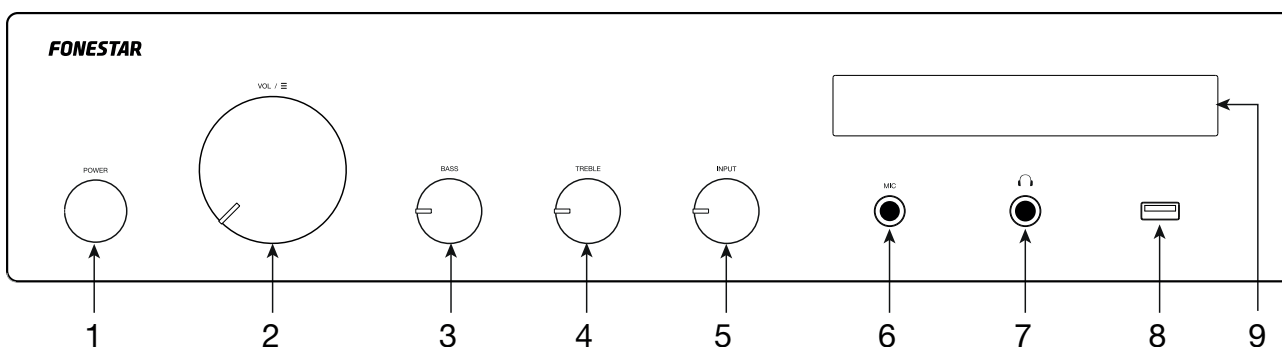 FONESTAR
VOL / ☰
POWER
BASS
TREBLE
INPUT
MIC
1 2 3 4 5 6 7 8 9